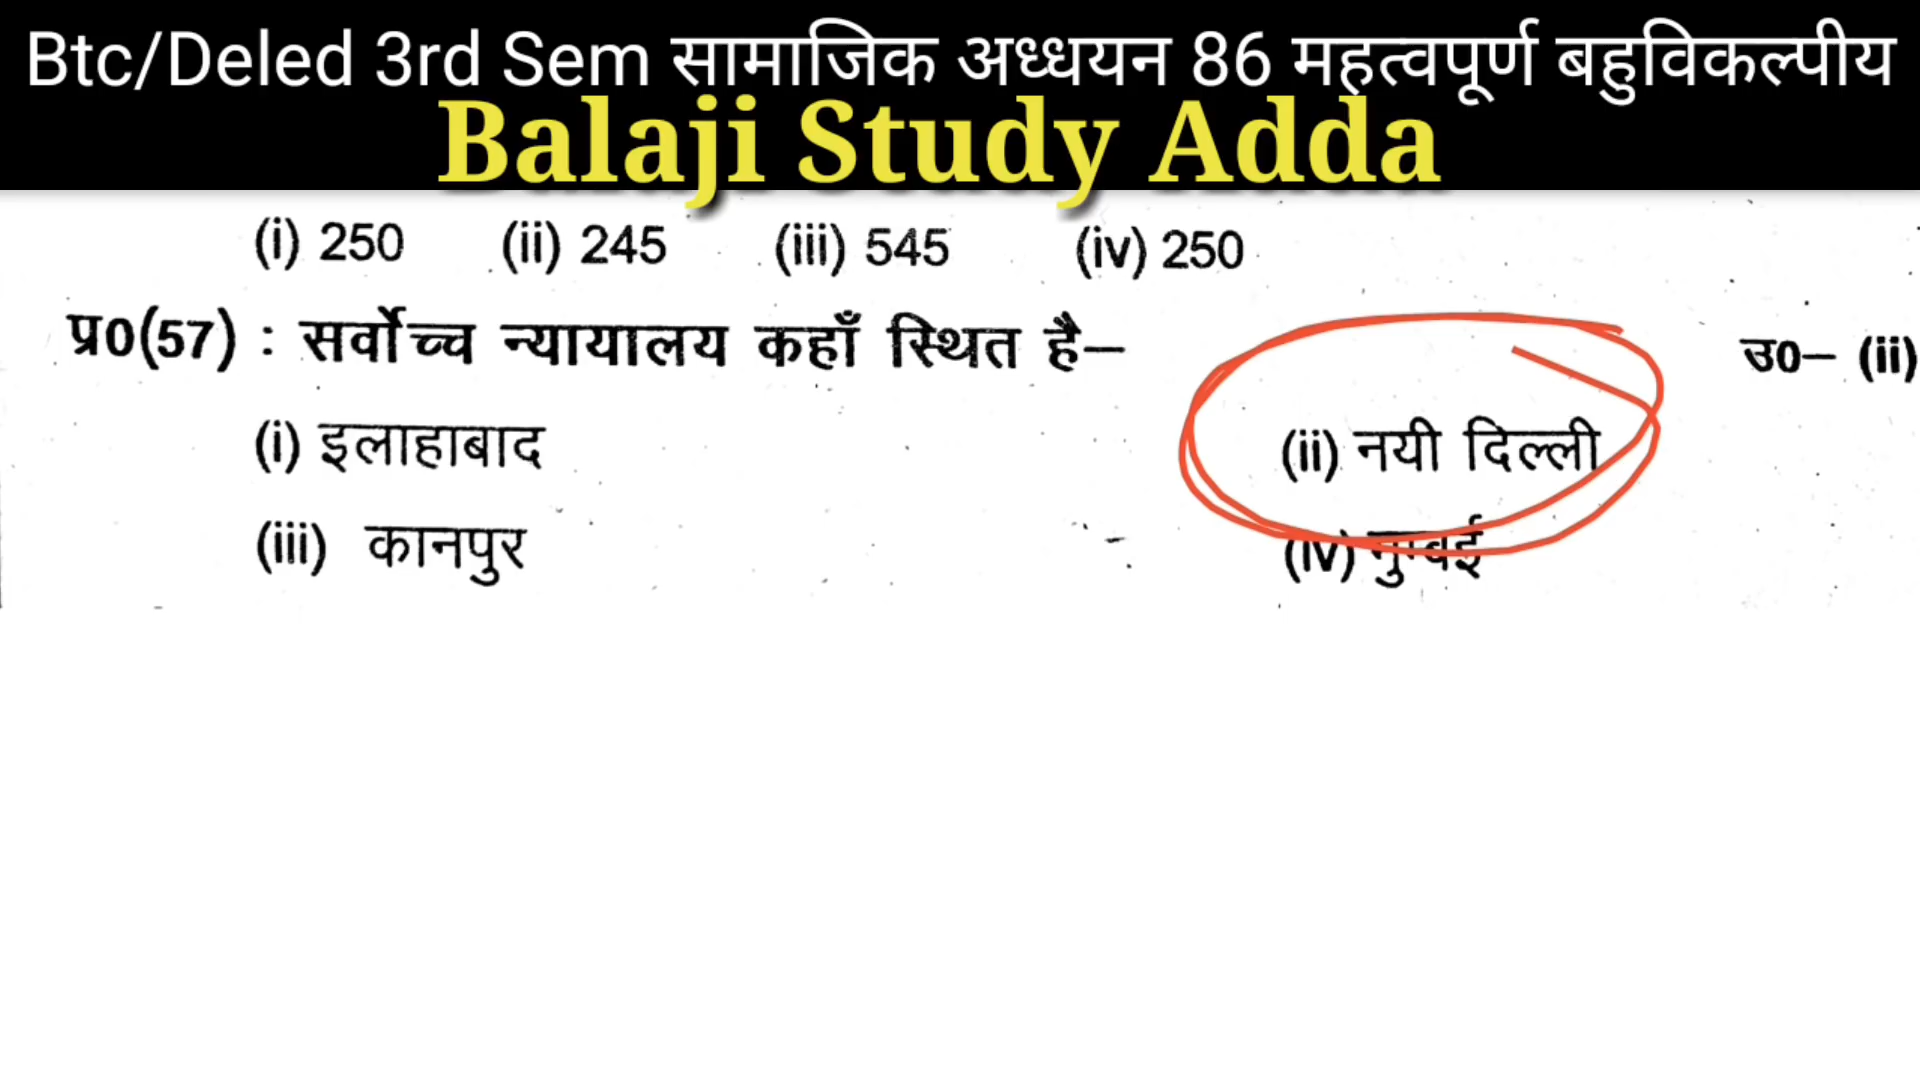 Btc/Deled 3rd Sem सामाजिक अध्धयन 86 महत्वपूर्ण बहुविकल्पीय
Balaji Study Adda
(i) 250 (ii) 245 (iii) 545 (iv) 250
प्र0(57) : सर्वोच्च न्यायालय कहाँ स्थित है– उ0– (ii)
(i) इलाहाबाद (ii) नयी दिल्ली
(iii) कानपुर (iv) मुम्बई